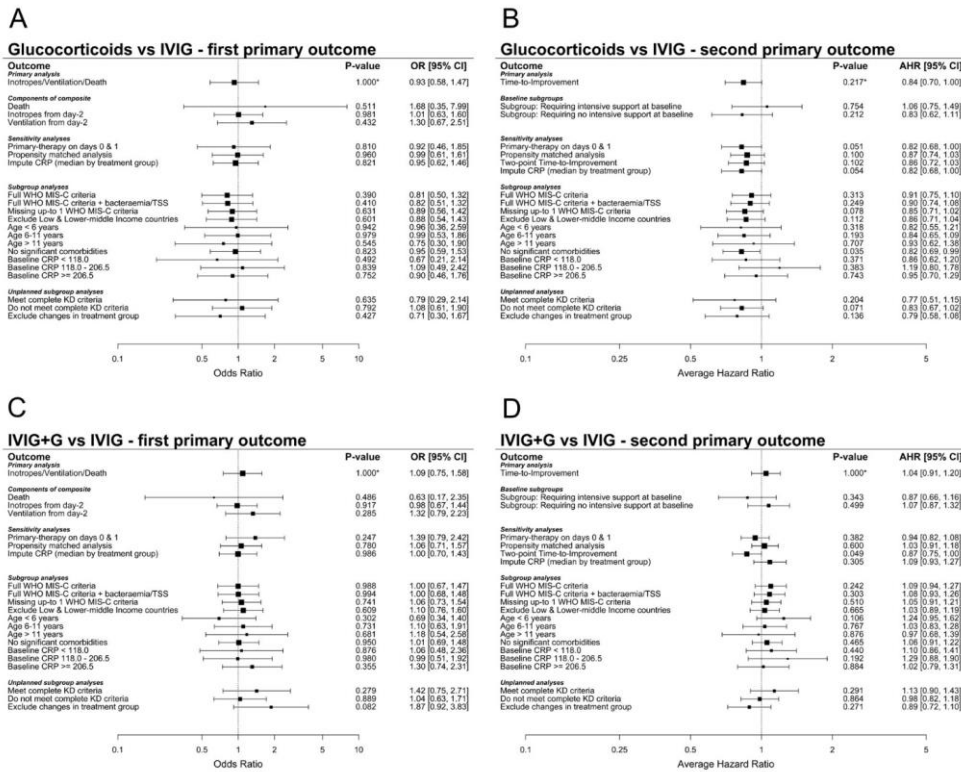 A
Glucocorticoids vs IVIG - first primary outcome
Outcome P-value OR [95% CI]
Primary analysis
Inotropes/Ventilation/Death 1.000* 0.93 [0.58, 1.47]
Components of composite
Death 0.511 1.68 [0.35, 7.99]
Inotropes from day-2 0.981 1.01 [0.63, 1.60]
Ventilation from day-2 0.432 1.30 [0.67, 2.51]
Sensitivity analyses
Primary-therapy on days 0 & 1 0.810 0.92 [0.46, 1.85]
Propensity matched analysis 0.960 0.99 [0.61, 1.61]
Impute CRP (median by treatment group) 0.821 0.95 [0.62, 1.46]
Subgroup analyses
Full WHO MIS-C criteria 0.390 0.81 [0.50, 1.32]
Full WHO MIS-C criteria + bacteraemia/TSS 0.410 0.82 [0.51, 1.32]
Missing up-to 1 WHO MIS-C criteria 0.631 0.89 [0.56, 1.42]
Exclude Low & Lower-middle Income countries 0.601 0.88 [0.54, 1.43]
Age < 6 years 0.942 0.96 [0.36, 2.59]
Age 6-11 years 0.979 0.99 [0.53, 1.86]
Age > 11 years 0.545 0.75 [0.30, 1.90]
No significant comorbidities 0.823 0.95 [0.59, 1.53]
Baseline CRP < 118.0 0.492 0.67 [0.21, 2.14]
Baseline CRP 118.0 - 206.5 0.839 1.09 [0.49, 2.42]
Baseline CRP >= 206.5 0.752 0.90 [0.46, 1.76]
Unplanned subgroup analyses
Meet complete KD criteria 0.635 0.79 [0.29, 2.14]
Do not meet complete KD criteria 0.792 1.08 [0.61, 1.90]
Exclude changes in treatment group 0.427 0.71 [0.30, 1.67]
0.1 0.5 1 2 10
Odds Ratio
B
Glucocorticoids vs IVIG - second primary outcome
Outcome P-value AHR [95% CI]
Primary analysis
Time-to-Improvement 0.217* 0.84 [0.70, 1.00]
Baseline subgroups
Subgroup: Requiring intensive support at baseline 0.754 1.06 [0.75, 1.49]
Subgroup: Requiring no intensive support at baseline 0.212 0.83 [0.62, 1.11]
Sensitivity analyses
Primary-therapy on days 0 & 1 0.051 0.82 [0.68, 1.00]
Propensity matched analysis 0.100 0.87 [0.74, 1.03]
Two-point Time-to-Improvement 0.102 0.86 [0.72, 1.03]
Impute CRP (median by treatment group) 0.054 0.82 [0.68, 1.00]
Subgroup analyses
Full WHO MIS-C criteria 0.313 0.91 [0.75, 1.10]
Full WHO MIS-C criteria + bacteraemia/TSS 0.249 0.90 [0.74, 1.08]
Missing up-to 1 WHO MIS-C criteria 0.078 0.85 [0.71, 1.02]
Exclude Low & Lower-middle Income countries 0.112 0.86 [0.71, 1.04]
Age < 6 years 0.318 0.82 [0.55, 1.21]
Age 6-11 years 0.193 0.84 [0.65, 1.09]
Age > 11 years 0.707 0.93 [0.62, 1.38]
No significant comorbidities 0.035 0.82 [0.69, 0.99]
Baseline CRP < 118.0 0.371 0.86 [0.62, 1.20]
Baseline CRP 118.0 - 206.5 0.383 1.19 [0.80, 1.78]
Baseline CRP >= 206.5 0.743 0.95 [0.70, 1.29]
Unplanned analyses
Meet complete KD criteria 0.204 0.77 [0.51, 1.15]
Do not meet complete KD criteria 0.071 0.83 [0.67, 1.02]
Exclude changes in treatment group 0.136 0.79 [0.58, 1.08]
0.1 0.25 0.5 1 2 5
Average Hazard Ratio
C
IVIG+G vs IVIG - first primary outcome
Outcome P-value OR [95% CI]
Primary analysis
Inotropes/Ventilation/Death 1.000* 1.09 [0.75, 1.58]
Components of composite
Death 0.486 0.63 [0.17, 2.35]
Inotropes from day-2 0.917 0.98 [0.67, 1.44]
Ventilation from day-2 0.285 1.32 [0.79, 2.23]
Sensitivity analyses
Primary-therapy on days 0 & 1 0.247 1.39 [0.79, 2.42]
Propensity matched analysis 0.780 1.06 [0.71, 1.57]
Impute CRP (median by treatment group) 0.986 1.00 [0.70, 1.43]
Subgroup analyses
Full WHO MIS-C criteria 0.988 1.00 [0.67, 1.47]
Full WHO MIS-C criteria + bacteraemia/TSS 0.994 1.00 [0.68, 1.48]
Missing up-to 1 WHO MIS-C criteria 0.741 1.06 [0.73, 1.54]
Exclude Low & Lower-middle Income countries 0.609 1.10 [0.76, 1.60]
Age < 6 years 0.302 0.69 [0.34, 1.40]
Age 6-11 years 0.731 1.10 [0.63, 1.91]
Age > 11 years 0.681 1.18 [0.54, 2.58]
No significant comorbidities 0.950 1.01 [0.69, 1.48]
Baseline CRP < 118.0 0.876 1.06 [0.48, 2.36]
Baseline CRP 118.0 - 206.5 0.980 0.99 [0.51, 1.92]
Baseline CRP >= 206.5 0.355 1.30 [0.74, 2.31]
Unplanned subgroup analyses
Meet complete KD criteria 0.279 1.42 [0.75, 2.71]
Do not meet complete KD criteria 0.889 1.04 [0.63, 1.71]
Exclude changes in treatment group 0.082 1.87 [0.92, 3.83]
0.1 0.5 1 2 10
Odds Ratio
D
IVIG+G vs IVIG - second primary outcome
Outcome P-value AHR [95% CI]
Primary analysis
Time-to-Improvement 1.000* 1.04 [0.91, 1.20]
Baseline subgroups
Subgroup: Requiring intensive support at baseline 0.343 0.87 [0.66, 1.16]
Subgroup: Requiring no intensive support at baseline 0.499 1.07 [0.87, 1.32]
Sensitivity analyses
Primary-therapy on days 0 & 1 0.382 0.94 [0.82, 1.08]
Propensity matched analysis 0.600 1.03 [0.91, 1.18]
Two-point Time-to-Improvement 0.049 0.87 [0.75, 1.00]
Impute CRP (median by treatment group) 0.305 1.09 [0.93, 1.27]
Subgroup analyses
Full WHO MIS-C criteria 0.242 1.09 [0.94, 1.27]
Full WHO MIS-C criteria + bacteraemia/TSS 0.303 1.08 [0.93, 1.26]
Missing up-to 1 WHO MIS-C criteria 0.510 1.05 [0.91, 1.21]
Exclude Low & Lower-middle Income countries 0.665 1.03 [0.89, 1.19]
Age < 6 years 0.106 1.24 [0.95, 1.62]
Age 6-11 years 0.767 1.03 [0.83, 1.28]
Age > 11 years 0.876 0.97 [0.68, 1.39]
No significant comorbidities 0.465 1.06 [0.91, 1.22]
Baseline CRP < 118.0 0.440 1.10 [0.86, 1.41]
Baseline CRP 118.0 - 206.5 0.192 1.29 [0.88, 1.90]
Baseline CRP >= 206.5 0.884 1.02 [0.79, 1.31]
Unplanned analyses
Meet complete KD criteria 0.291 1.13 [0.90, 1.43]
Do not meet complete KD criteria 0.864 0.98 [0.82, 1.18]
Exclude changes in treatment group 0.271 0.89 [0.72, 1.10]
0.1 0.25 0.5 1 2 5
Average Hazard Ratio